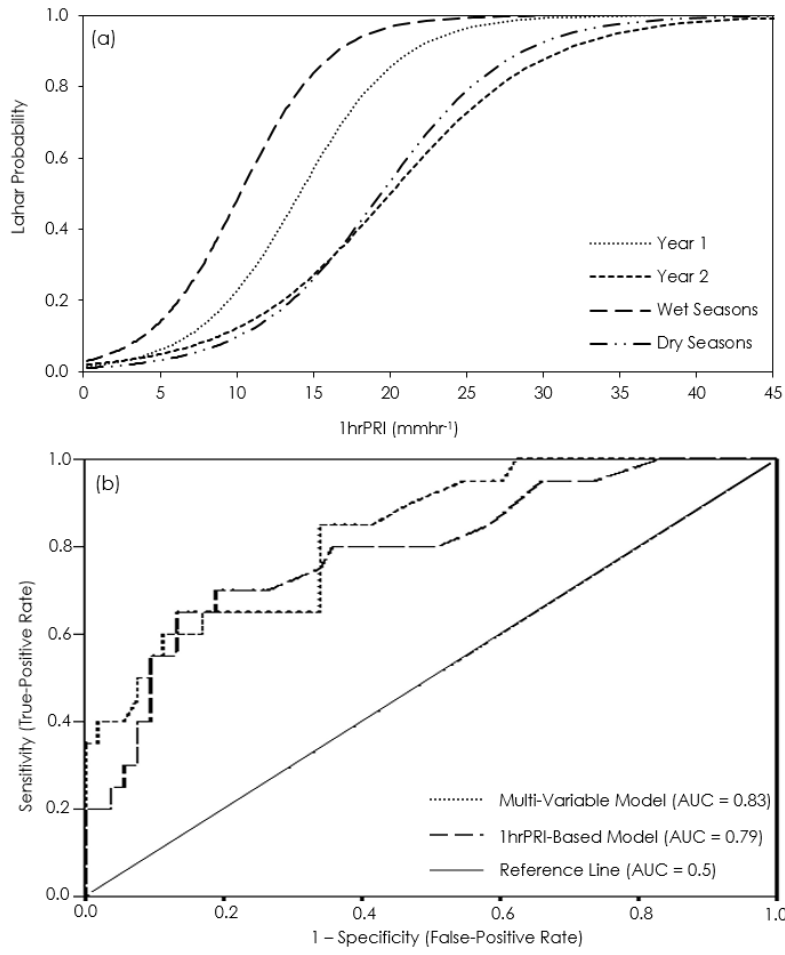 (a)
1.0
0.8
0.6
0.4
0.2
0.0
Lahar Probability
Year 1
Year 2
Wet Seasons
Dry Seasons
0 5 10 15 20 25 30 35 40 45
1hrPRI (mmhr⁻¹)
(b)
1.0
0.8
0.6
0.4
0.2
0.0
Sensitivity (True-Positive Rate)
Multi-Variable Model (AUC = 0.83)
1hrPRI-Based Model (AUC = 0.79)
Reference Line (AUC = 0.5)
0.0 0.2 0.4 0.6 0.8 1.0
1 – Specificity (False-Positive Rate)